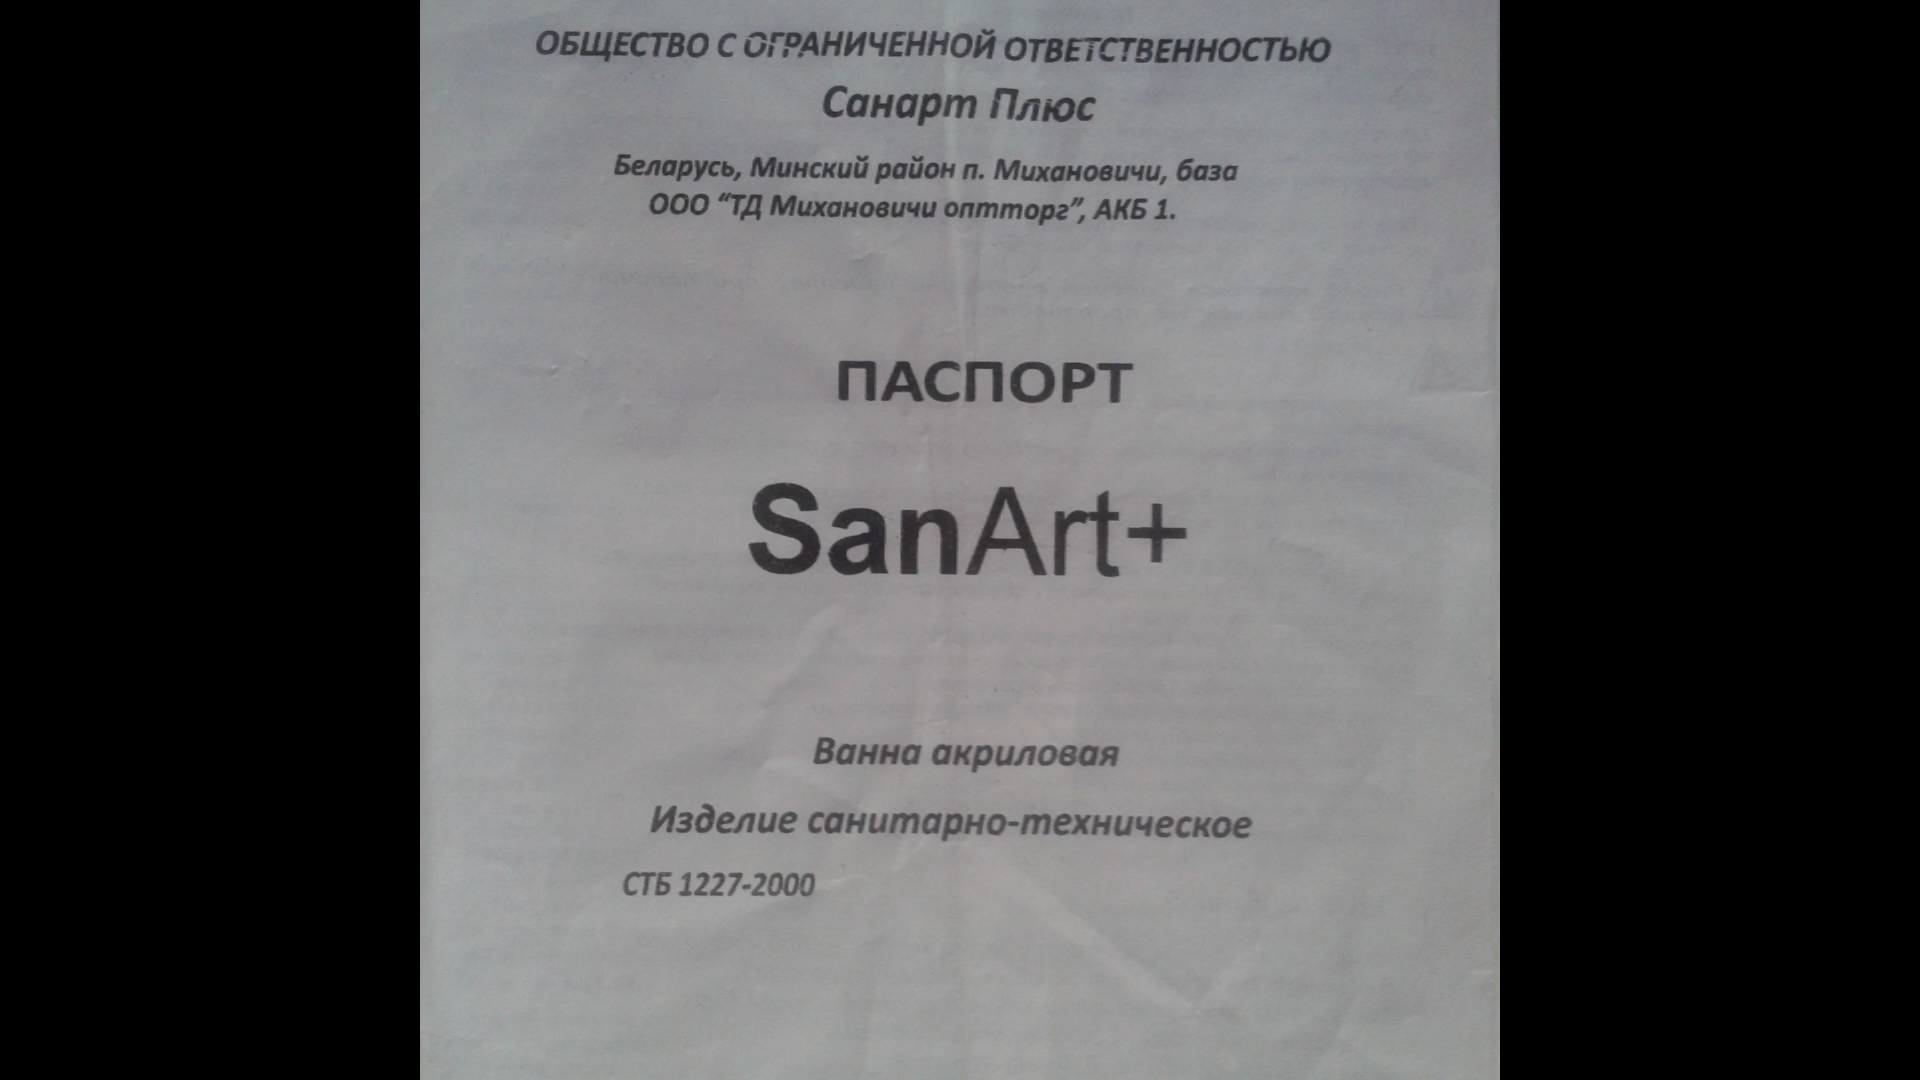 ОБЩЕСТВО С ОГРАНИЧЕННОЙ ОТВЕТСТВЕННОСТЬЮ
Санарт Плюс
Беларусь, Минский район п. Михановичи, база
ООО “ТД Михановичи оптторг”, АКБ 1.
ПАСПОРТ
SanArt+
Ванна акриловая
Изделие санитарно-техническое
СТБ 1227-2000